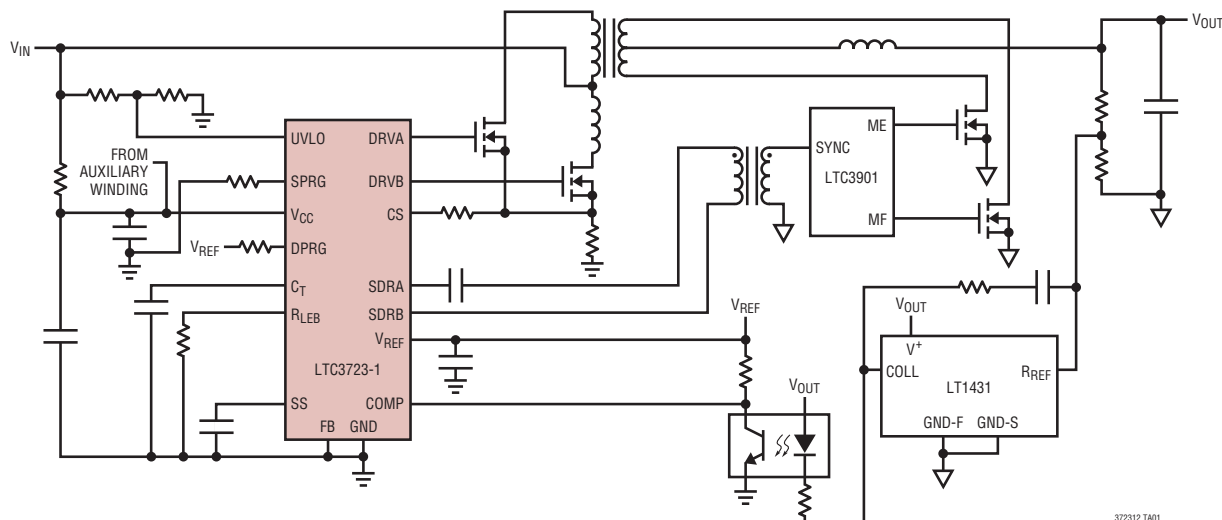 VIN
VOUT
FROM
AUXILIARY
WINDING
UVLO
DRVA
SPRG
DRVB
VCC
CS
VREF
DPRG
CT
SDRA
RLEB
SDRB
VREF
LTC3723-1
SS
COMP
FB
GND
SYNC
ME
LTC3901
MF
VREF
VOUT
VOUT
V+
COLL
RREF
LT1431
GND-F
GND-S
372312 TA01